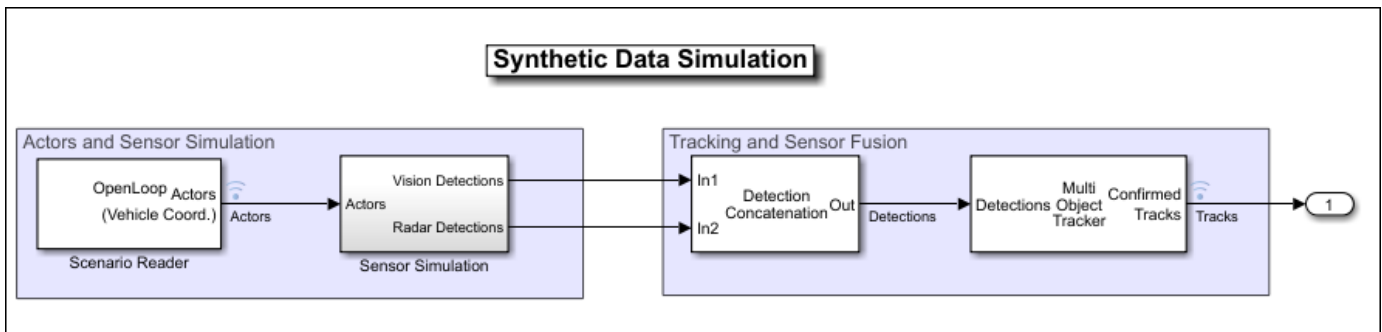 Synthetic Data Simulation
Actors and Sensor Simulation
OpenLoop
(Vehicle Coord.)
Actors
Actors
Scenario Reader
Actors
Vision Detections
Radar Detections
Sensor Simulation
Tracking and Sensor Fusion
In1
In2
Detection
Concatenation
Out
Detections
Detections
Multi
Object
Tracker
Confirmed
Tracks
Tracks
1